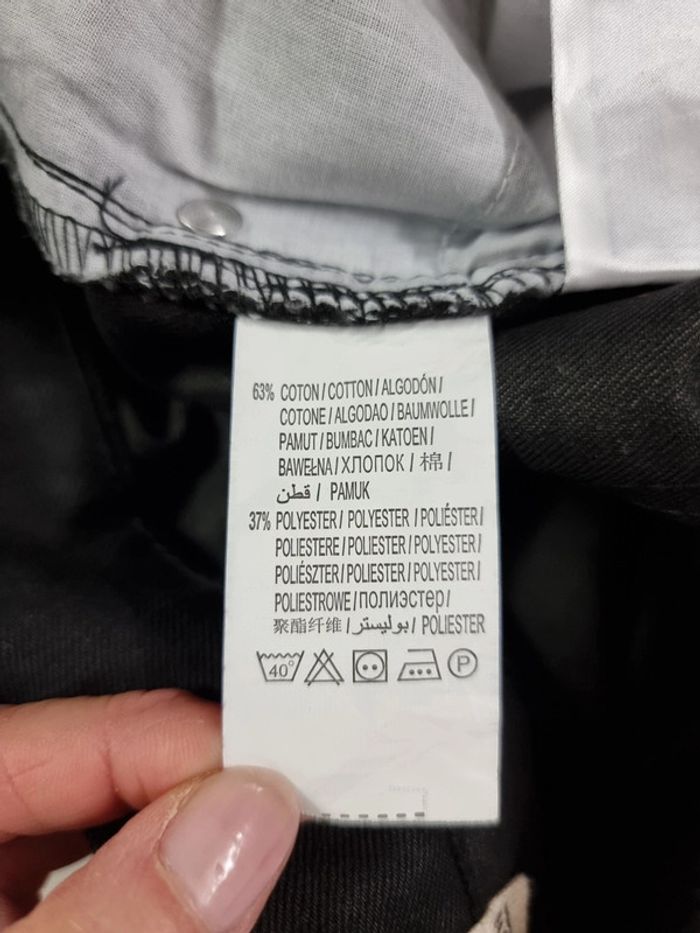 63% COTON / COTTON / ALGODÓN /
COTONE / ALGODAO / BAUMWOLLE /
PAMUT / BUMBAC / KATOEN /
BAWEŁNA / ХЛОПОК / 棉 /
قطن / PAMUK
37% POLYESTER / POLYESTER / POLIÉSTER /
POLIESTERE / POLIESTER / POLYESTER /
POLIÉSZTER / POLIESTER / POLYESTER /
POLIESTROWE / полиэстер /
聚酯纤维 / بوليستر / POLIESTER
40° P